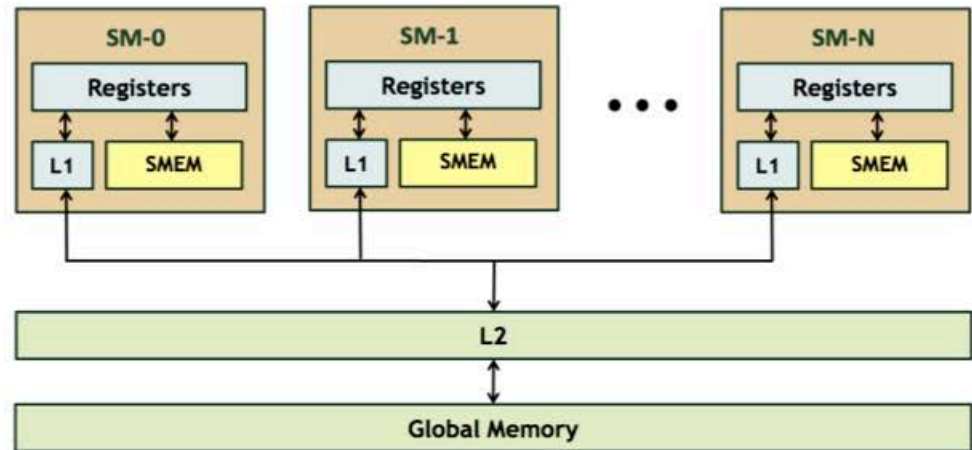 SM-0
Registers
L1
SMEM
SM-1
Registers
L1
SMEM
SM-N
Registers
L1
SMEM
L2
Global Memory